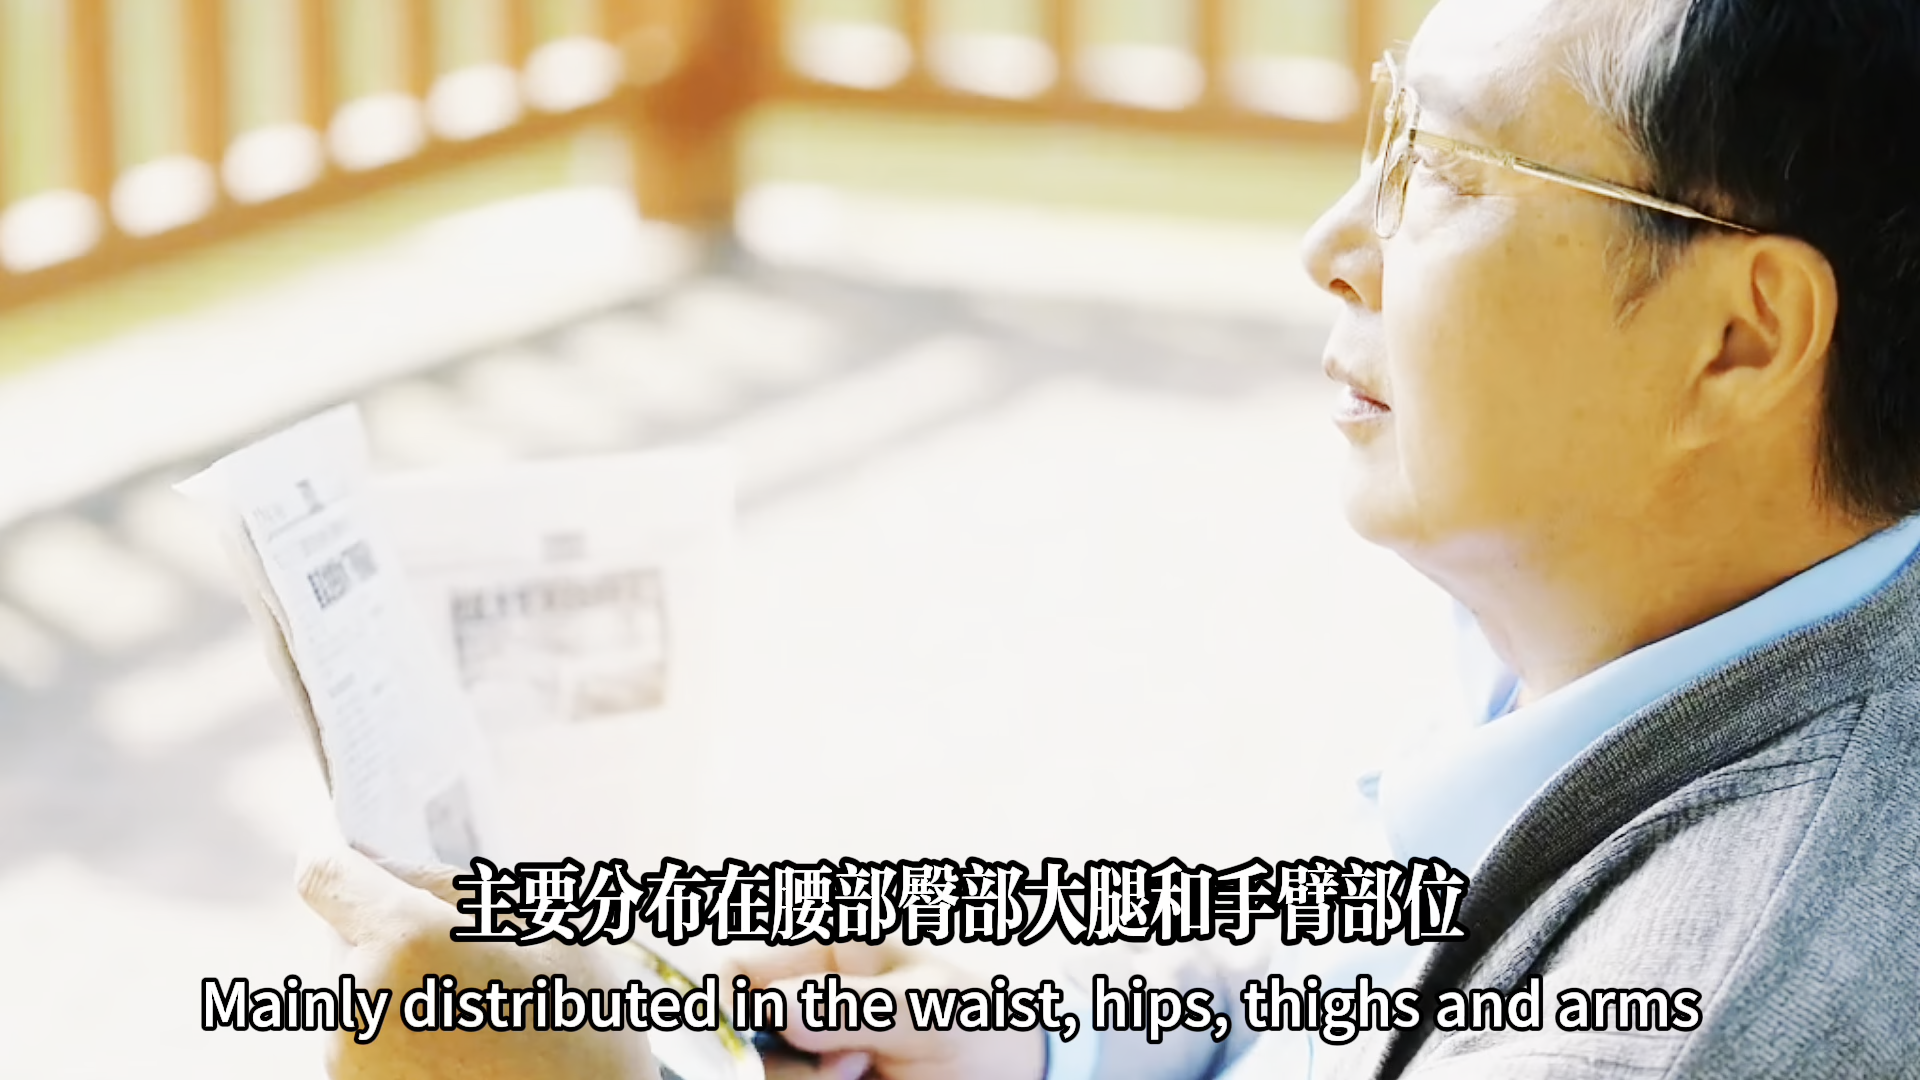 主要分布在腰部臀部大腿和手臂部位
Mainly distributed in the waist, hips, thighs and arms